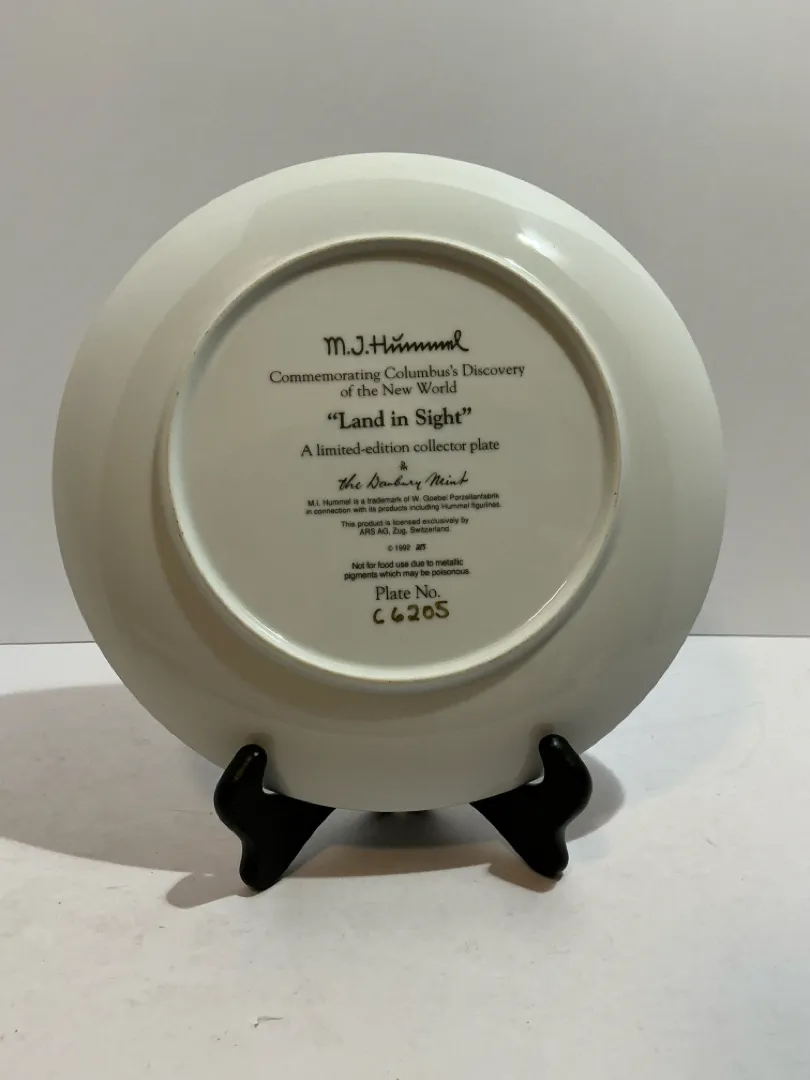 M.J. Hummel
Commemorating Columbus's Discovery
of the New World
“Land in Sight”
A limited-edition collector plate
the Danbury Mint
M.I. Hummel is a trademark of W. Goebel Porzellanfabrik
in connection with its products including Hummel figurines.
This product is licensed exclusively by
ARS AG, Zug, Switzerland.
© 1992
Not for food use due to metallic
pigments which may be poisonous.
Plate No.
C6205